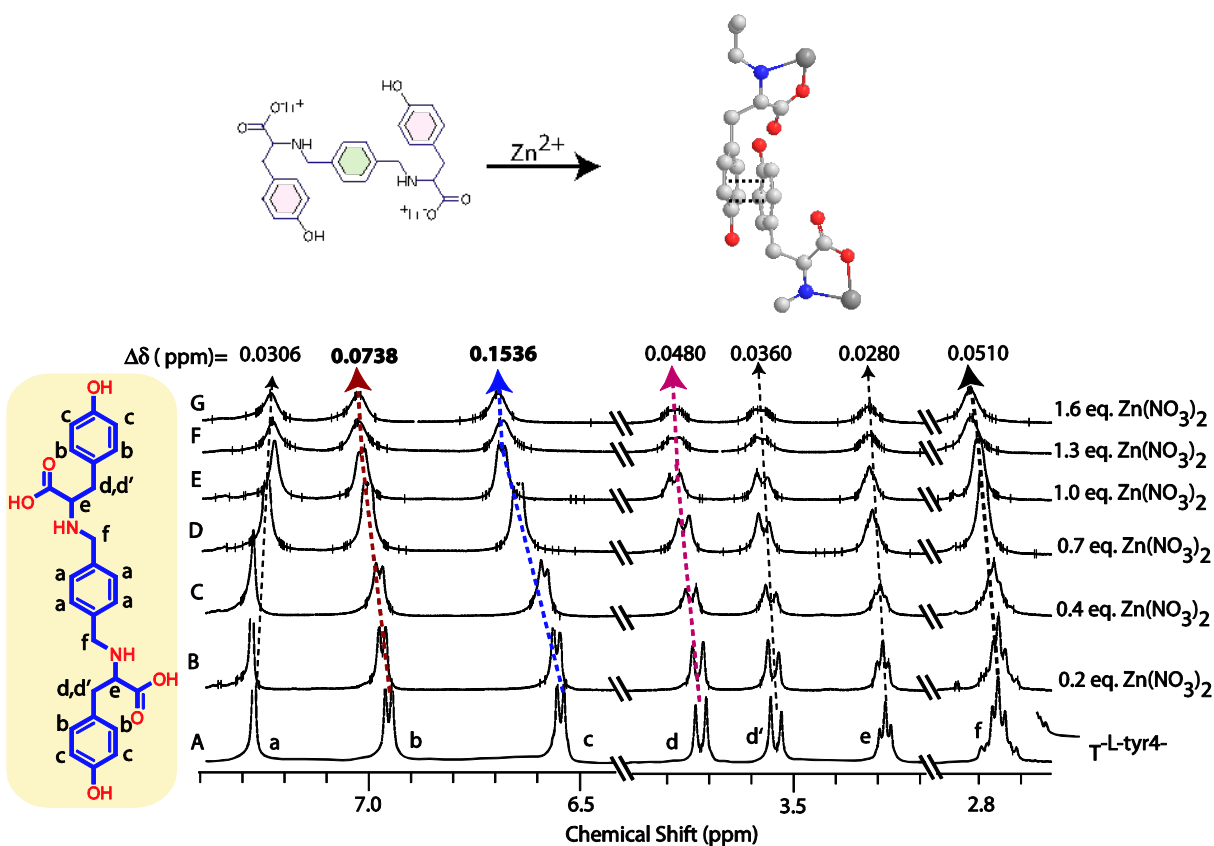 HO
O⁻Li⁺
O
NH
HN
O
⁺Li⁻O
OH
Zn²⁺
Δδ ( ppm)= 0.0306 0.0738 0.1536 0.0480 0.0360 0.0280 0.0510
G 1.6 eq. Zn(NO₃)₂
F 1.3 eq. Zn(NO₃)₂
E 1.0 eq. Zn(NO₃)₂
D 0.7 eq. Zn(NO₃)₂
C 0.4 eq. Zn(NO₃)₂
B 0.2 eq. Zn(NO₃)₂
A a b c d d' e f T-L-tyr4-
7.0 6.5 3.5 2.8
Chemical Shift (ppm)
OH
c c
b b
O
d,d'
HO e
HN f
a a
a a
f NH
OH
d,d' e
O
b b
c c
OH